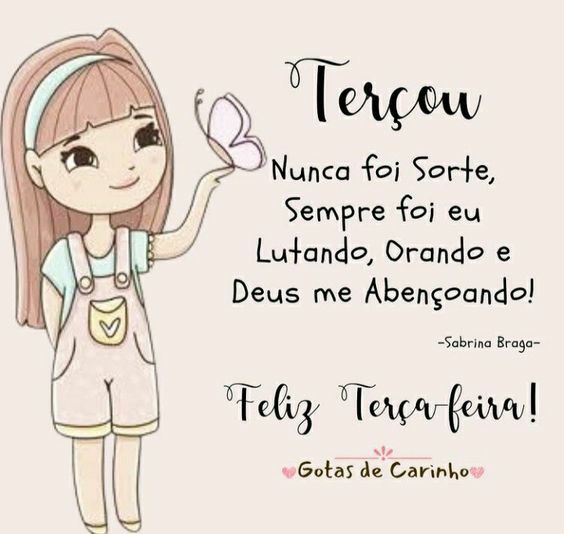 Terçou
Nunca foi Sorte,
Sempre foi eu
Lutando, Orando e
Deus me Abençoando!
-Sabrina Braga-
Feliz Terça-feira!
Gotas de Carinho